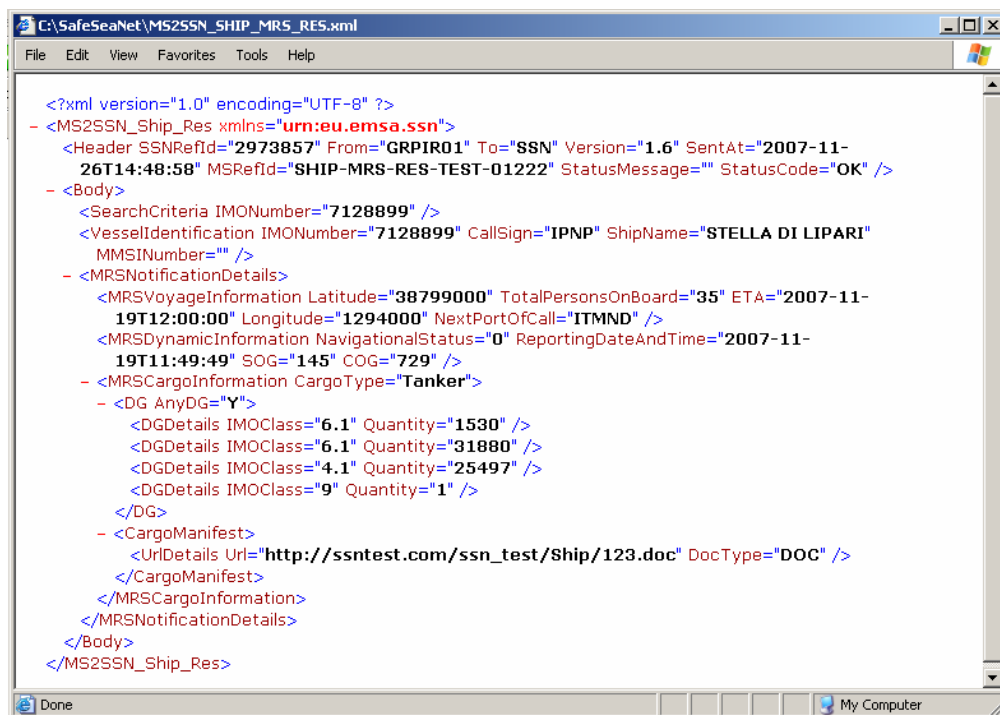 C:\SafeSeaNet\MS2SSN_SHIP_MRS_RES.xml
File Edit View Favorites Tools Help
<?xml version="1.0" encoding="UTF-8" ?>
- <MS2SSN_Ship_Res xmlns="urn:eu.emsa.ssn">
<Header SSNRefId="2973857" From="GRPIR01" To="SSN" Version="1.6" SentAt="2007-11-
26T14:48:58" MSRefId="SHIP-MRS-RES-TEST-01222" StatusMessage="" StatusCode="OK" />
- <Body>
<SearchCriteria IMONumber="7128899" />
<VesselIdentification IMONumber="7128899" CallSign="IPNP" ShipName="STELLA DI LIPARI"
MMSINumber="" />
- <MRSNotificationDetails>
<MRSVoyageInformation Latitude="38799000" TotalPersonsOnBoard="35" ETA="2007-11-
19T12:00:00" Longitude="1294000" NextPortOfCall="ITMND" />
<MRSDynamicInformation NavigationalStatus="0" ReportingDateAndTime="2007-11-
19T11:49:49" SOG="145" COG="729" />
- <MRSCargoInformation CargoType="Tanker">
- <DG AnyDG="Y">
<DGDetails IMOClass="6.1" Quantity="1530" />
<DGDetails IMOClass="6.1" Quantity="31880" />
<DGDetails IMOClass="4.1" Quantity="25497" />
<DGDetails IMOClass="9" Quantity="1" />
</DG>
- <CargoManifest>
<UrlDetails Url="http://ssntest.com/ssn_test/Ship/123.doc" DocType="DOC" />
</CargoManifest>
</MRSCargoInformation>
</MRSNotificationDetails>
</Body>
</MS2SSN_Ship_Res>
Done My Computer